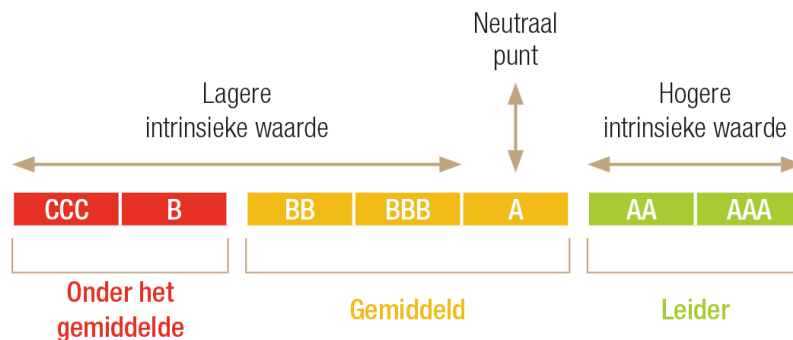 Neutraal
punt
Lagere
intrinsieke waarde
Hogere
intrinsieke waarde
CCC B BB BBB A AA AAA
Onder het
gemiddelde
Gemiddeld
Leider